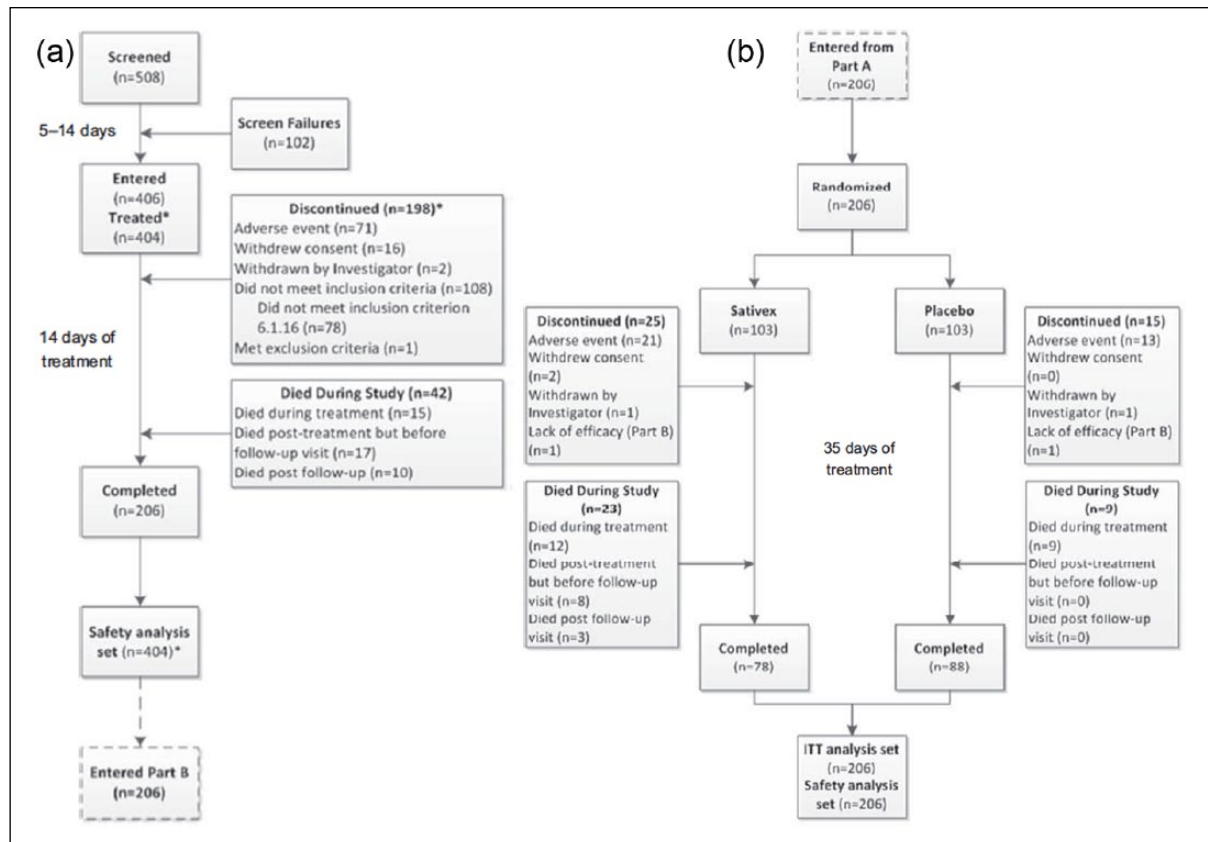 (a)
Screened
(n=508)
5–14 days
Screen Failures
(n=102)
Entered
(n=406)
Treated*
(n=404)
Discontinued (n=198)*
Adverse event (n=71)
Withdrew consent (n=16)
Withdrawn by Investigator (n=2)
Did not meet inclusion criteria (n=108)
Did not meet inclusion criterion
6.1.16 (n=78)
Met exclusion criteria (n=1)
14 days of
treatment
Died During Study (n=42)
Died during treatment (n=15)
Died post-treatment but before
follow-up visit (n=17)
Died post follow-up (n=10)
Completed
(n=206)
Safety analysis
set (n=404)*
Entered Part B
(n=206)
(b)
Entered from
Part A
(n=206)
Randomized
(n=206)
Sativex
(n=103)
Placebo
(n=103)
Discontinued (n=25)
Adverse event (n=21)
Withdrew consent
(n=2)
Withdrawn by
Investigator (n=1)
Lack of efficacy (Part B)
(n=1)
Discontinued (n=15)
Adverse event (n=13)
Withdrew consent
(n=0)
Withdrawn by
Investigator (n=1)
Lack of efficacy (Part B)
(n=1)
35 days of
treatment
Died During Study
(n=23)
Died during treatment
(n=12)
Died post-treatment
but before follow-up
visit (n=8)
Died post follow-up
visit (n=3)
Died During Study
(n=9)
Died during treatment
(n=9)
Died post-treatment
but before follow-up
visit (n=0)
Died post follow-up
visit (n=0)
Completed
(n=78)
Completed
(n=88)
ITT analysis set
(n=206)
Safety analysis
set (n=206)